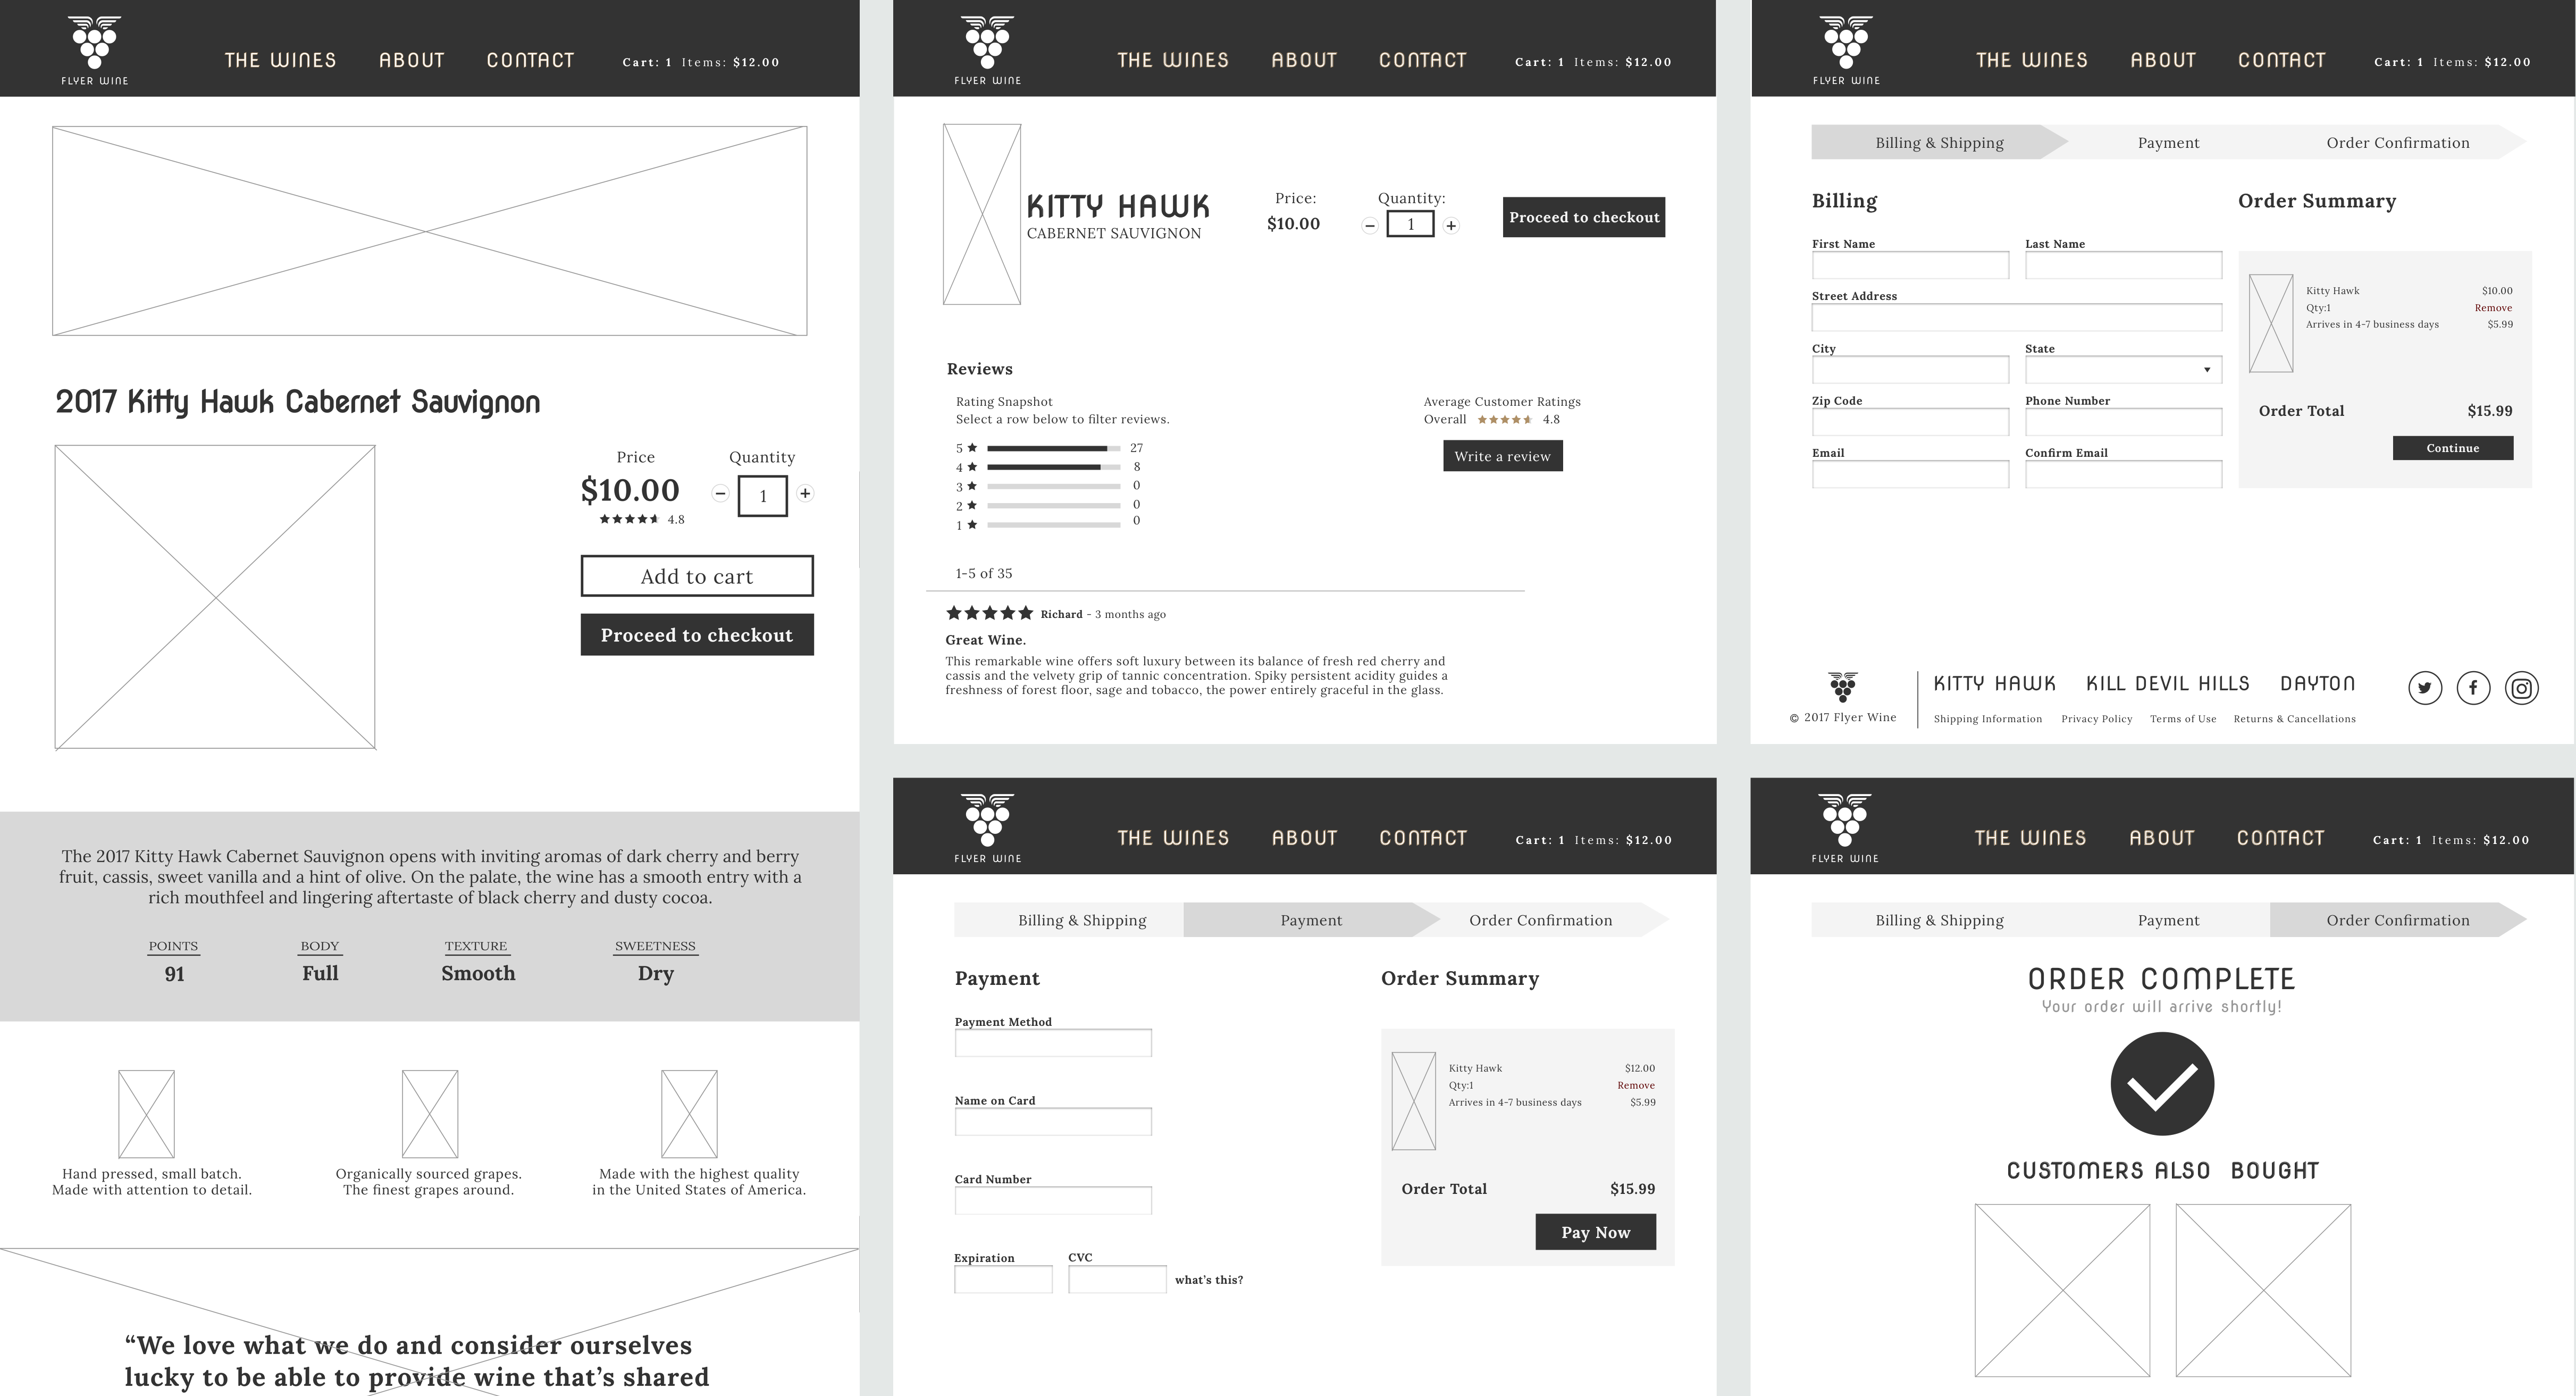 FLYER WINE
THE WINES ABOUT CONTACT Cart: 1 Items: $12.00
2017 Kitty Hawk Cabernet Sauvignon
Price Quantity
$10.00 1
4.8
Add to cart
Proceed to checkout
The 2017 Kitty Hawk Cabernet Sauvignon opens with inviting aromas of dark cherry and berry
fruit, cassis, sweet vanilla and a hint of olive. On the palate, the wine has a smooth entry with a
rich mouthfeel and lingering aftertaste of black cherry and dusty cocoa.
POINTS BODY TEXTURE SWEETNESS
91 Full Smooth Dry
Hand pressed, small batch.
Made with attention to detail.
Organically sourced grapes.
The finest grapes around.
Made with the highest quality
in the United States of America.
“We love what we do and consider ourselves
lucky to be able to provide wine that’s shared
FLYER WINE
THE WINES ABOUT CONTACT Cart: 1 Items: $12.00
KITTY HAWK
CABERNET SAUVIGNON
Price:
$10.00
Quantity:
1
Proceed to checkout
Reviews
Rating Snapshot
Select a row below to filter reviews.
5 27
4 8
3 0
2 0
1 0
Average Customer Ratings
Overall 4.8
Write a review
1-5 of 35
Richard - 3 months ago
Great Wine.
This remarkable wine offers soft luxury between its balance of fresh red cherry and
cassis and the velvety grip of tannic concentration. Spiky persistent acidity guides a
freshness of forest floor, sage and tobacco, the power entirely graceful in the glass.
FLYER WINE
THE WINES ABOUT CONTACT Cart: 1 Items: $12.00
Billing & Shipping Payment Order Confirmation
Billing
First Name Last Name
Street Address
City State
Zip Code Phone Number
Email Confirm Email
Order Summary
Kitty Hawk $10.00
Qty:1 Remove
Arrives in 4-7 business days $5.99
Order Total $15.99
Continue
© 2017 Flyer Wine
KITTY HAWK KILL DEVIL HILLS DAYTON
Shipping Information Privacy Policy Terms of Use Returns & Cancellations
FLYER WINE
THE WINES ABOUT CONTACT Cart: 1 Items: $12.00
Billing & Shipping Payment Order Confirmation
Payment
Payment Method
Name on Card
Card Number
Expiration CVC
what’s this?
Order Summary
Kitty Hawk $12.00
Qty:1 Remove
Arrives in 4-7 business days $5.99
Order Total $15.99
Pay Now
FLYER WINE
THE WINES ABOUT CONTACT Cart: 1 Items: $12.00
Billing & Shipping Payment Order Confirmation
ORDER COMPLETE
Your order will arrive shortly!
CUSTOMERS ALSO BOUGHT